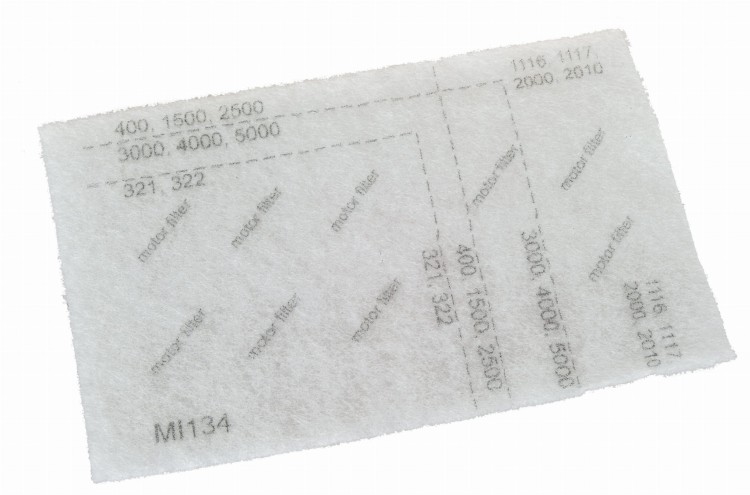 1116, 1117
2000, 2010
400, 1500, 2500
3000, 4000, 5000
321, 322
motor filter
motor filter
motor filter
motor filter
motor filter
motor filter
motor filter
motor filter
motor filter
321, 322
400, 1500, 2500
3000, 4000, 5000
1116, 1117
2000, 2010
MI134